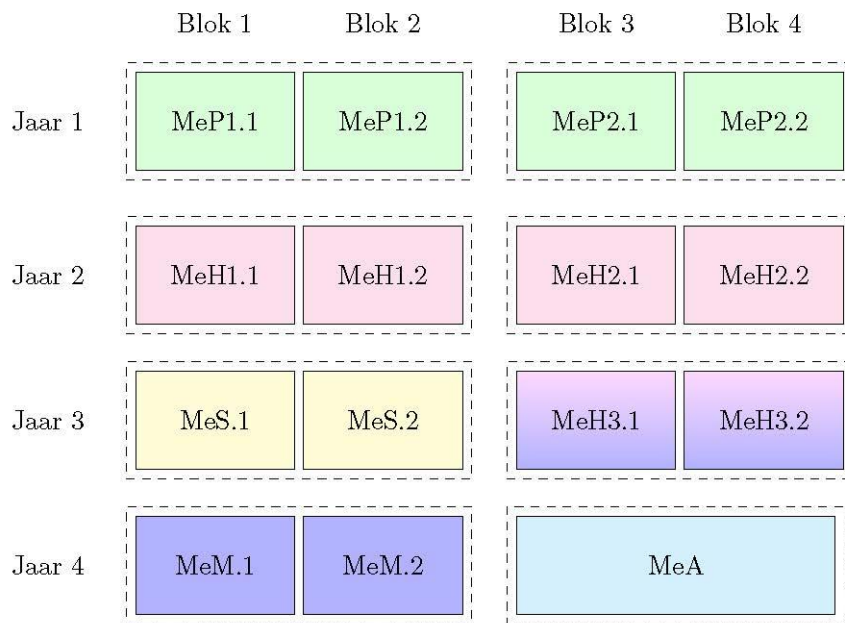 Blok 1 Blok 2 Blok 3 Blok 4
Jaar 1 MeP1.1 MeP1.2 MeP2.1 MeP2.2
Jaar 2 MeH1.1 MeH1.2 MeH2.1 MeH2.2
Jaar 3 MeS.1 MeS.2 MeH3.1 MeH3.2
Jaar 4 MeM.1 MeM.2 MeA